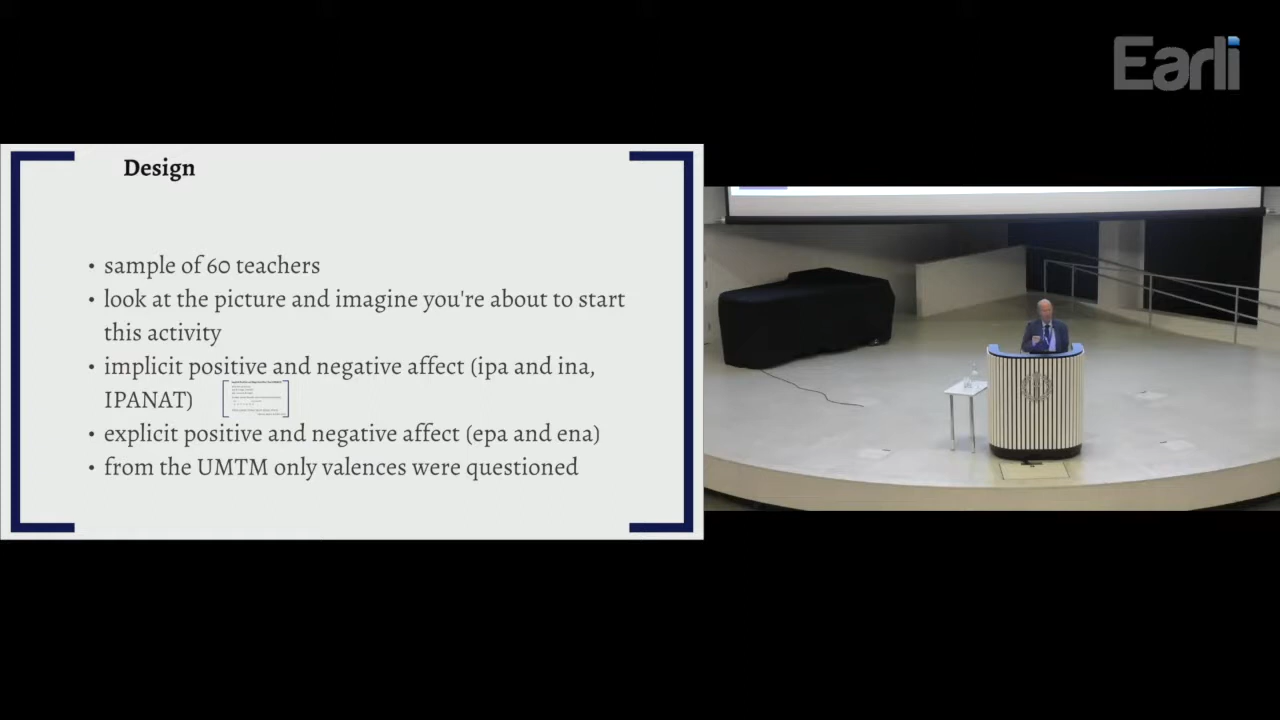 Earli
Design
• sample of 60 teachers
• look at the picture and imagine you're about to start
this activity
• implicit positive and negative affect (ipa and ina,
IPANAT)
• explicit positive and negative affect (epa and ena)
• from the UMTM only valences were questioned